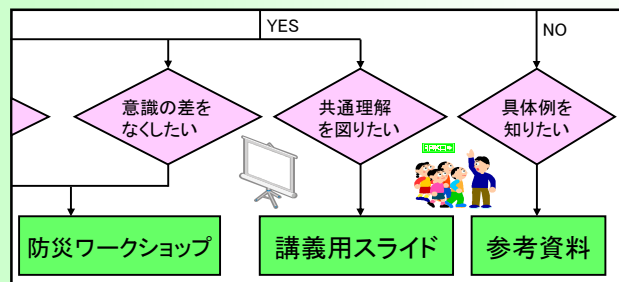 YES
NO
意識の差を
なくしたい
共通理解
を図りたい
具体例を
知りたい
防災ワークショップ
講義用スライド
参考資料